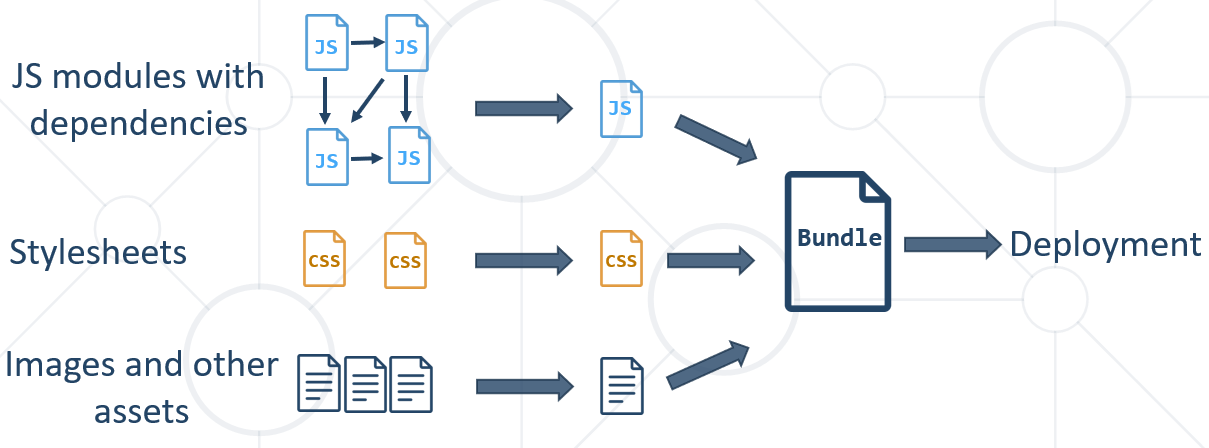 JS JS
JS modules with
dependencies
JS
JS JS
Stylesheets
CSS CSS CSS
Bundle
Deployment
Images and other
assets